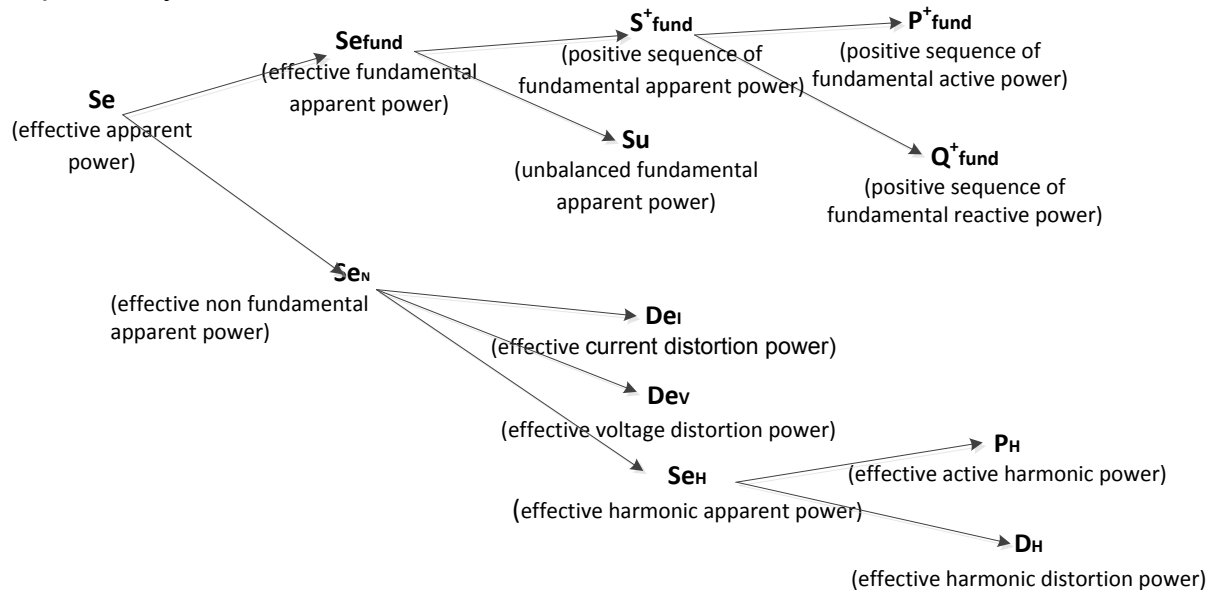 Se
(effective apparent
power)
Sefund
(effective fundamental
apparent power)
S+fund
(positive sequence of
fundamental apparent power)
P+fund
(positive sequence of
fundamental active power)
Su
(unbalanced fundamental
apparent power)
Q+fund
(positive sequence of
fundamental reactive power)
SeN
(effective non fundamental
apparent power)
DeI
(effective current distortion power)
DeV
(effective voltage distortion power)
SeH
(effective harmonic apparent power)
PH
(effective active harmonic power)
DH
(effective harmonic distortion power)